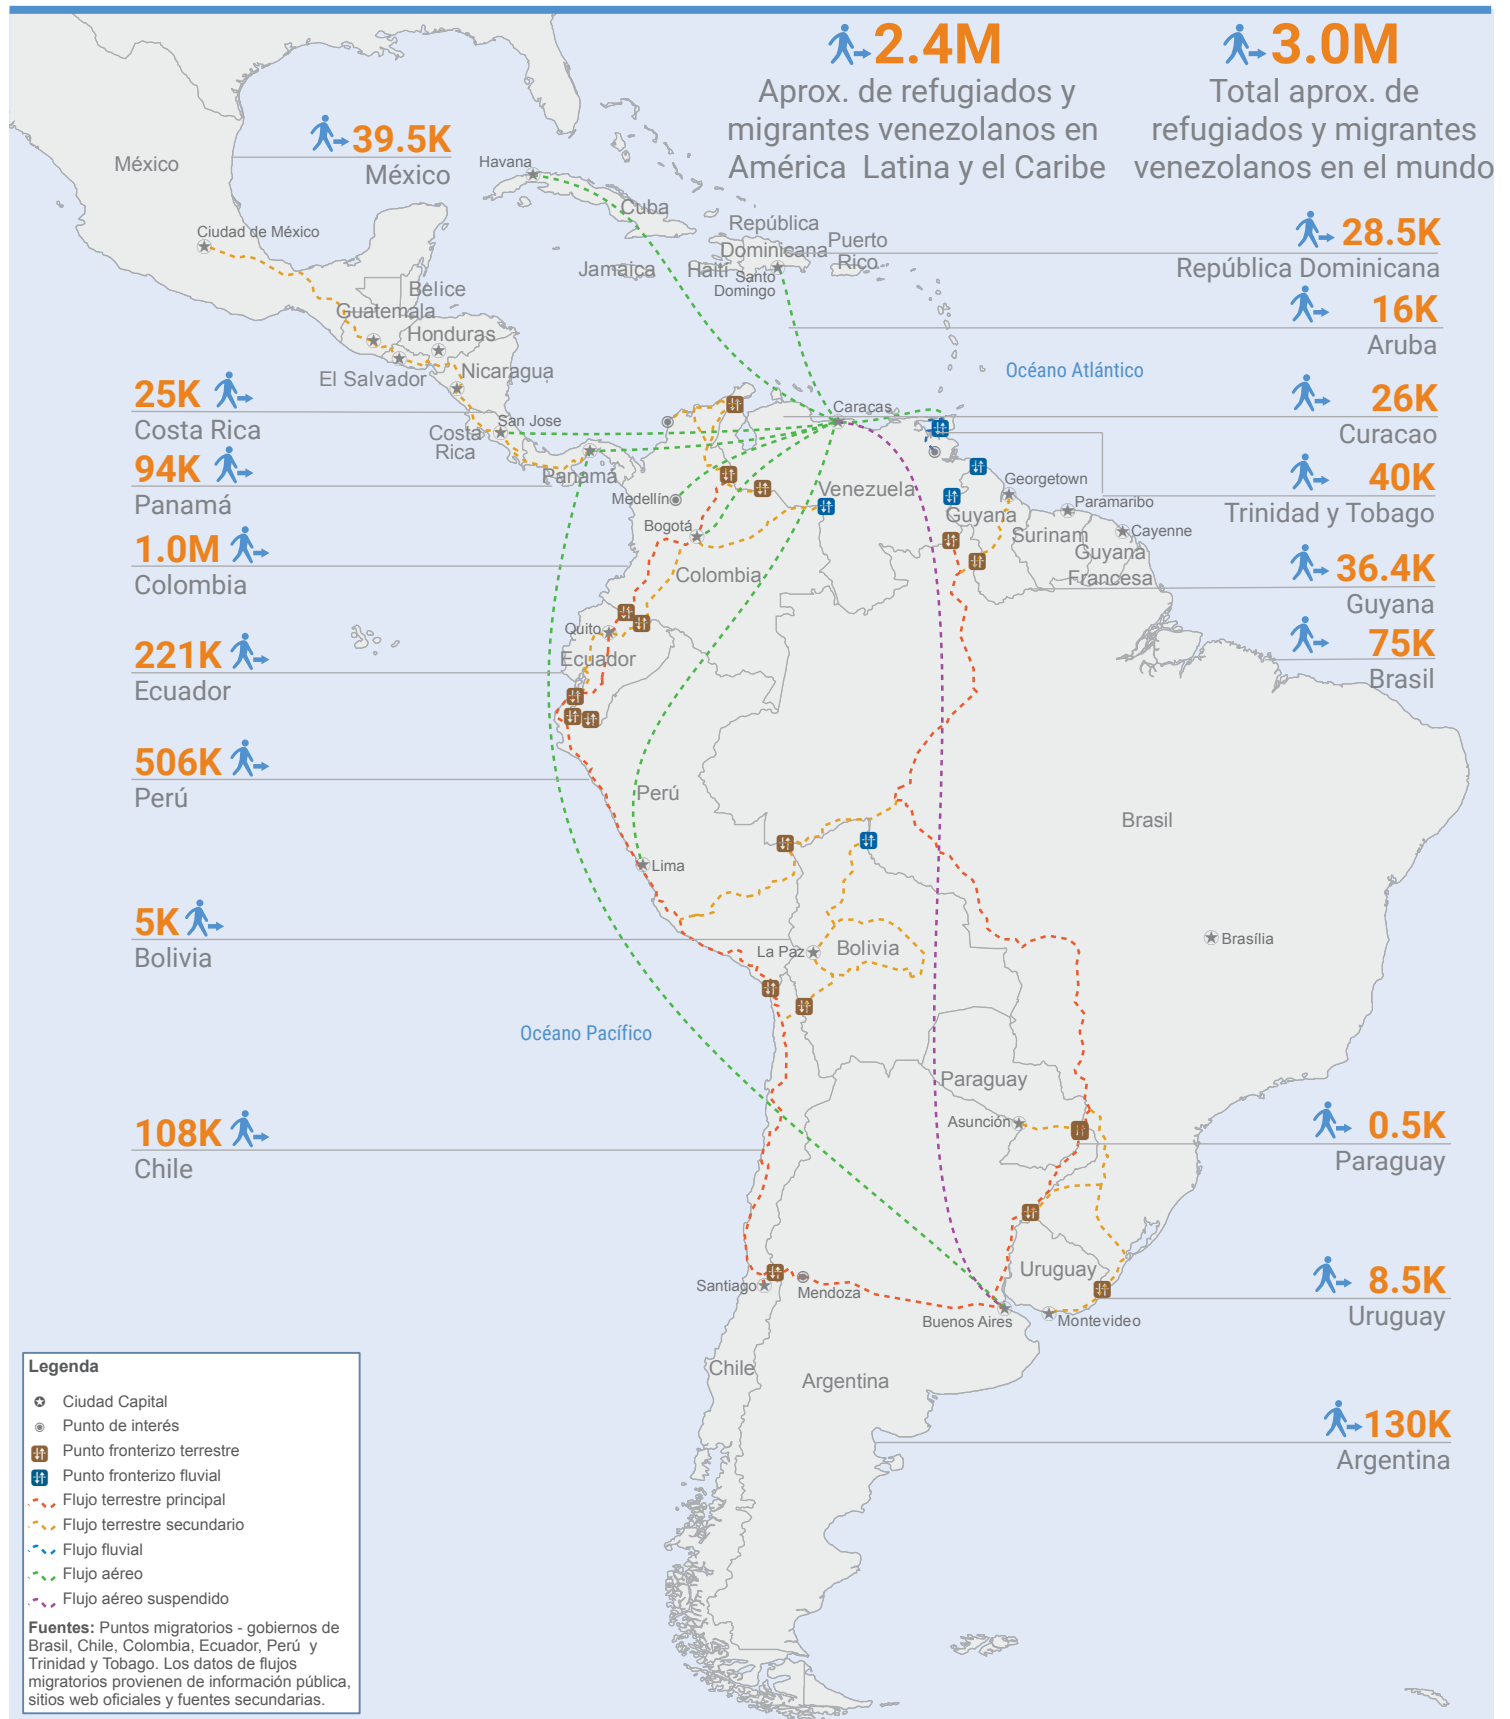 2.4M
Aprox. de refugiados y
migrantes venezolanos en
América Latina y el Caribe
3.0M
Total aprox. de
refugiados y migrantes
venezolanos en el mundo
39.5K
México
28.5K
República Dominicana
16K
Aruba
26K
Curacao
40K
Trinidad y Tobago
36.4K
Guyana
75K
Brasil
0.5K
Paraguay
8.5K
Uruguay
130K
Argentina
25K
Costa Rica
94K
Panamá
1.0M
Colombia
221K
Ecuador
506K
Perú
5K
Bolivia
108K
Chile
México
Ciudad de México
Havana
Cuba
República
Dominicana
Puerto
Rico
Jamaica
Haití
Santo
Domingo
Belice
Guatemala
Honduras
El Salvador
Nicaragua
San Jose
Costa
Rica
Panamá
Océano Atlántico
Caracas
Venezuela
Medellín
Bogotá
Colombia
Georgetown
Guyana
Paramaribo
Surinam
Cayenne
Guyana
Francesa
Quito
Ecuador
Perú
Lima
Brasil
Brasília
La Paz
Bolivia
Océano Pacífico
Paraguay
Asunción
Uruguay
Santiago
Mendoza
Buenos Aires
Montevideo
Chile
Argentina
Legenda
Ciudad Capital
Punto de interés
Punto fronterizo terrestre
Punto fronterizo fluvial
Flujo terrestre principal
Flujo terrestre secundario
Flujo fluvial
Flujo aéreo
Flujo aéreo suspendido
Fuentes: Puntos migratorios - gobiernos de
Brasil, Chile, Colombia, Ecuador, Perú y
Trinidad y Tobago. Los datos de flujos
migratorios provienen de información pública,
sitios web oficiales y fuentes secundarias.